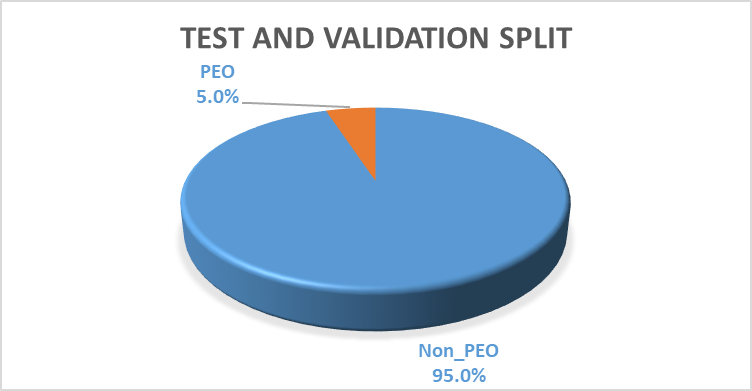 TEST AND VALIDATION SPLIT
PEO
5.0%
Non_PEO
95.0%